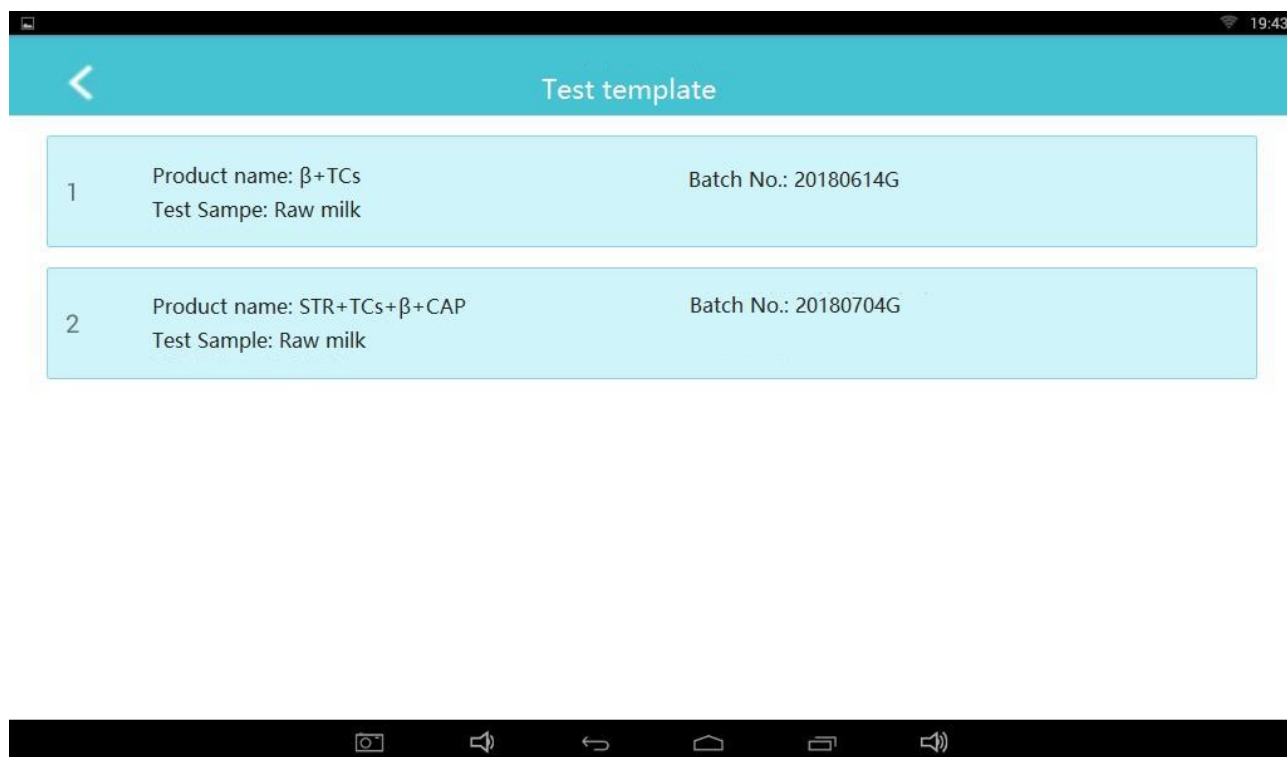 19:43
Test template
1
Product name: β+TCs
Batch No.: 20180614G
Test Sampe: Raw milk
2
Product name: STR+TCs+β+CAP
Batch No.: 20180704G
Test Sample: Raw milk